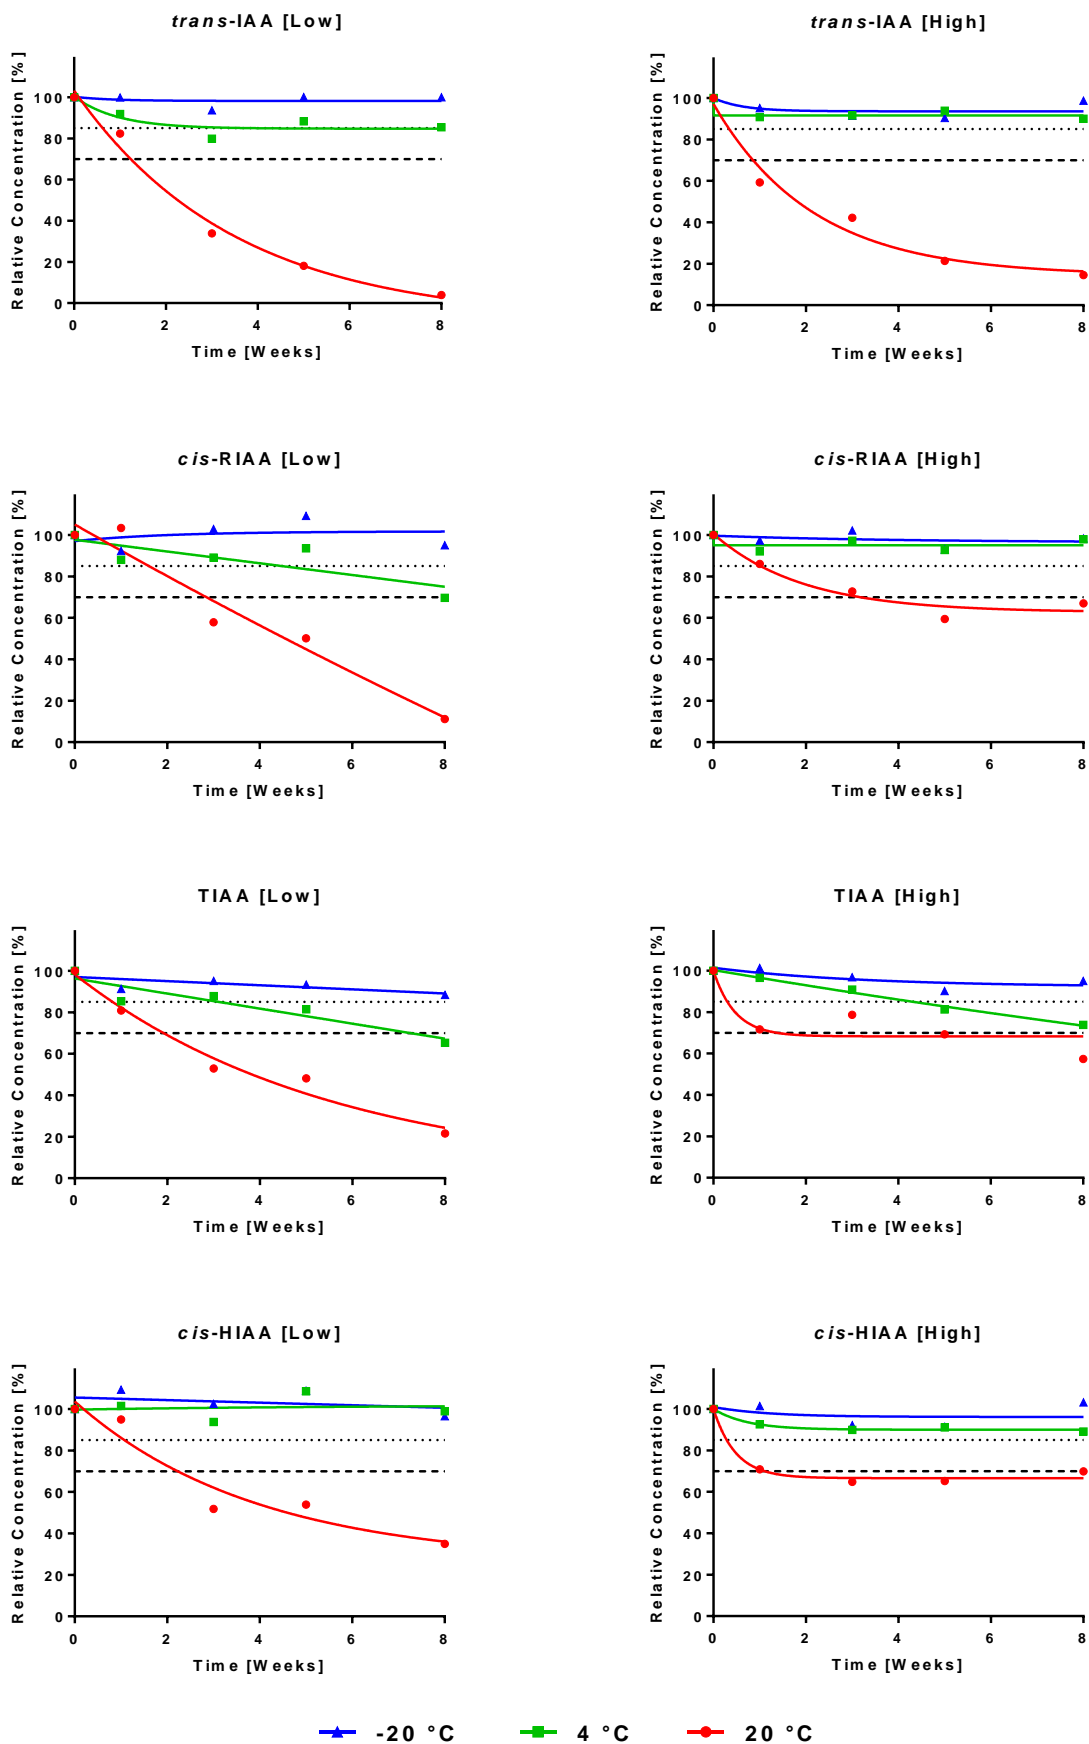 trans-IAA [Low]
Relative Concentration [%]
100
80
60
40
20
0
0 2 4 6 8
Time [Weeks]
trans-IAA [High]
Relative Concentration [%]
100
80
60
40
20
0
0 2 4 6 8
Time [Weeks]
cis-RIAA [Low]
Relative Concentration [%]
100
80
60
40
20
0
0 2 4 6 8
Time [Weeks]
cis-RIAA [High]
Relative Concentration [%]
100
80
60
40
20
0
0 2 4 6 8
Time [Weeks]
TIAA [Low]
Relative Concentration [%]
100
80
60
40
20
0
0 2 4 6 8
Time [Weeks]
TIAA [High]
Relative Concentration [%]
100
80
60
40
20
0
0 2 4 6 8
Time [Weeks]
cis-HIAA [Low]
Relative Concentration [%]
100
80
60
40
20
0
0 2 4 6 8
Time [Weeks]
cis-HIAA [High]
Relative Concentration [%]
100
80
60
40
20
0
0 2 4 6 8
Time [Weeks]
-20 °C 4 °C 20 °C